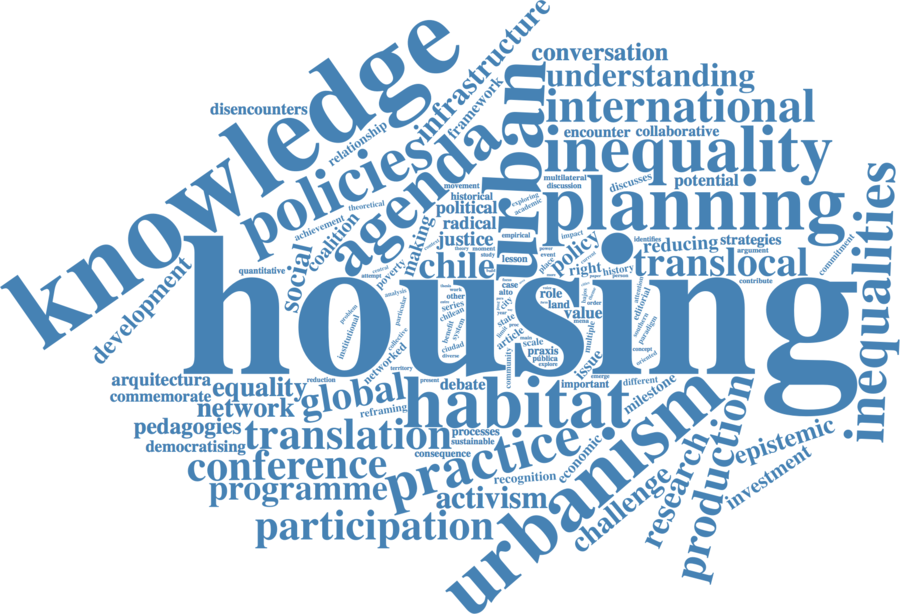 infrastructure
conversation
knowledge
understanding
disencounters
framework
urban
international
relationship
encounter
collaborative
policies
agenda
inequality
multilateral
discussion
discusses
potential
theoretical
movement
historical
exploring
academic
planning
inequalities
achievement
coalition
political
radical
empirical
impact
making
justice
policy
identifies
reducing
strategies
argument
commitment
social
chile
lesson
right
history
translocal
contribute
quantitative
central
poverty
theory
moment
study
power
event
place
current
development
housing
analysis
case
alto
role
land
value
order
editorial
problem
institutional
particular
other
series
chilean
city
state
article
multiple
southern
paradigm
collective
benefit
system
ciudad
diverse
networked
scale
praxis
pública
explore
issue
concept
oriented
territory
community
emerge
arquitectura
commemorate
equality
reduction
global
present
debate
important
different
network
reframing
habitat
milestone
pedagogies
translation
processes
sustainable
consequence
democratising
conference
practice
economic
urbanism
production
epistemic
programme
recognition
activism
challenge
research
investment
participation